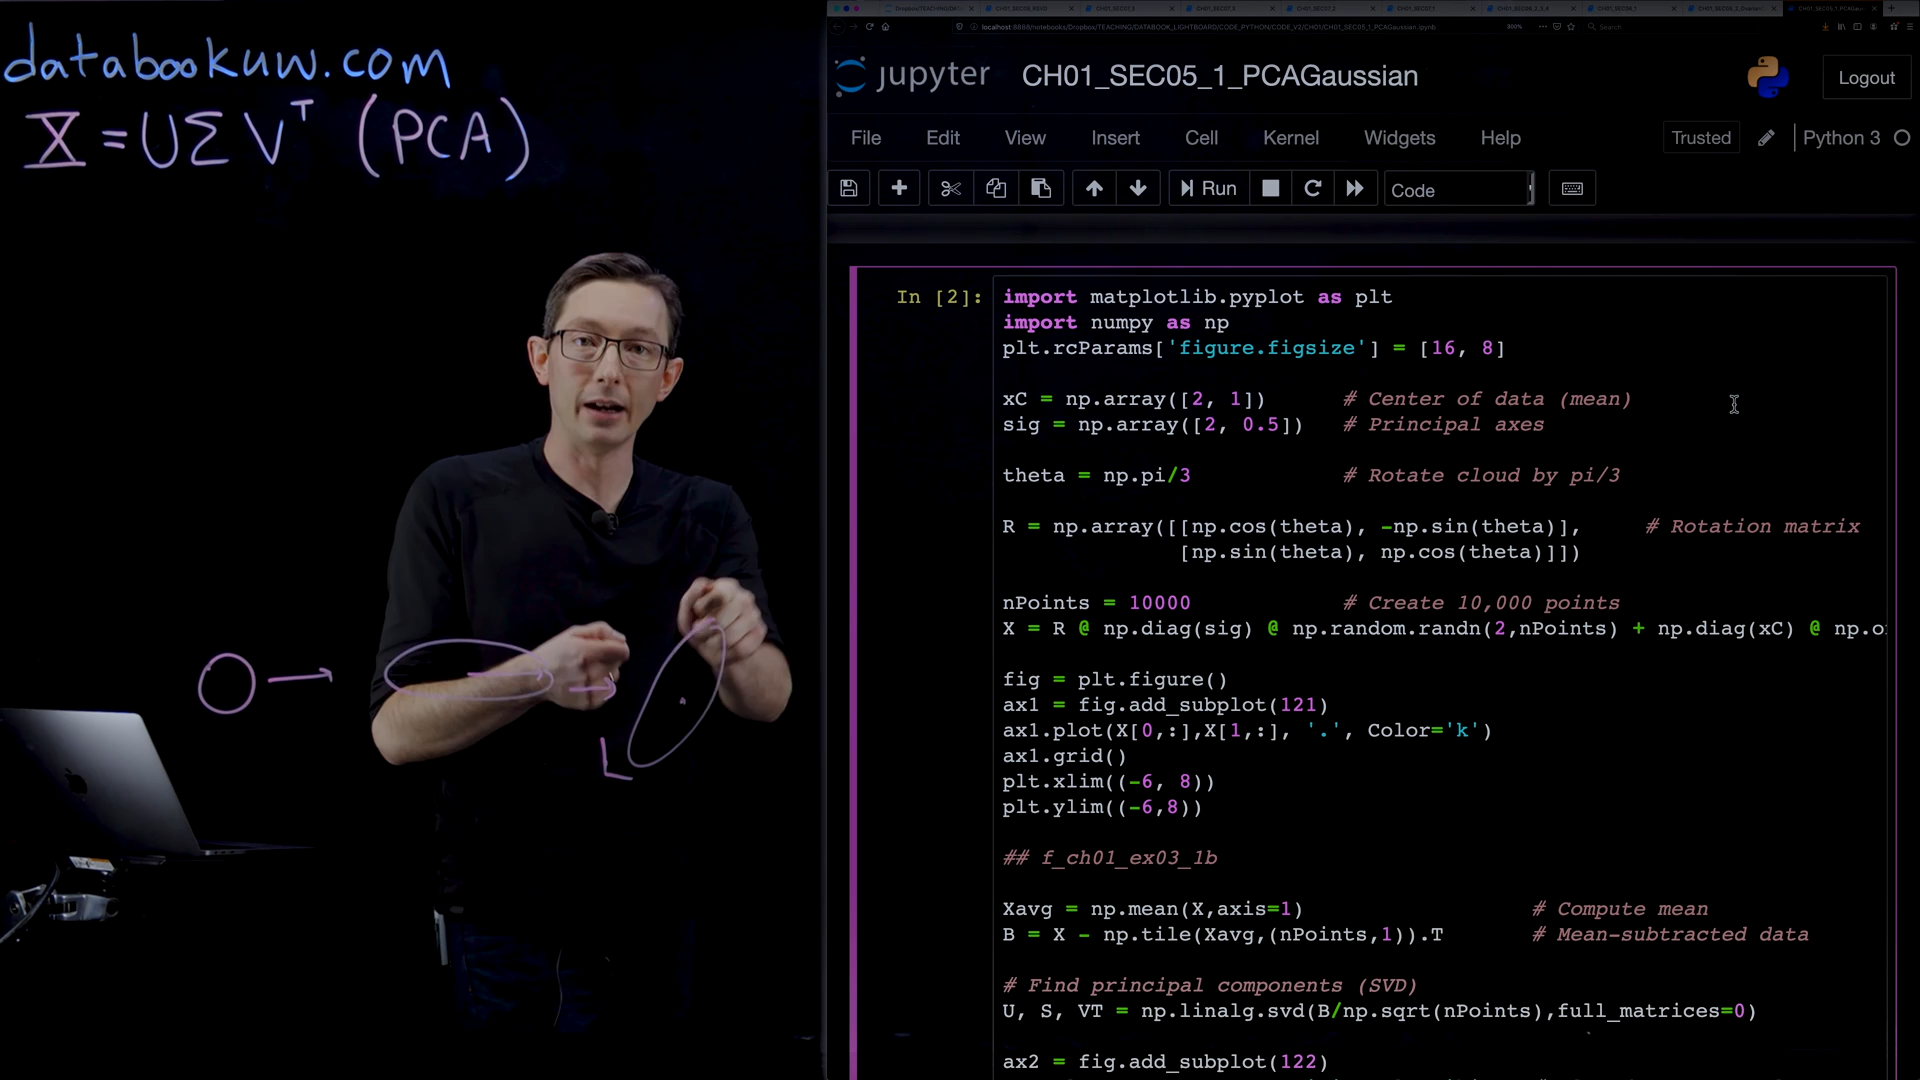 databookuw.com
X = UΣV^T (PCA)
jupyter CH01_SEC05_1_PCAGaussian Logout
File Edit View Insert Cell Kernel Widgets Help Trusted Python 3
Run Code
In [2]:
import matplotlib.pyplot as plt
import numpy as np
plt.rcParams['figure.figsize'] = [16, 8]
xC = np.array([2, 1]) # Center of data (mean)
sig = np.array([2, 0.5]) # Principal axes
theta = np.pi/3 # Rotate cloud by pi/3
R = np.array([[np.cos(theta), -np.sin(theta)], # Rotation matrix
[np.sin(theta), np.cos(theta)]])
nPoints = 10000 # Create 10,000 points
X = R @ np.diag(sig) @ np.random.randn(2,nPoints) + np.diag(xC) @ np.o
fig = plt.figure()
ax1 = fig.add_subplot(121)
ax1.plot(X[0,:],X[1,:], '.', Color='k')
ax1.grid()
plt.xlim((-6, 8))
plt.ylim((-6,8))
## f_ch01_ex03_1b
Xavg = np.mean(X,axis=1) # Compute mean
B = X - np.tile(Xavg,(nPoints,1)).T # Mean-subtracted data
# Find principal components (SVD)
U, S, VT = np.linalg.svd(B/np.sqrt(nPoints),full_matrices=0)
ax2 = fig.add_subplot(122)